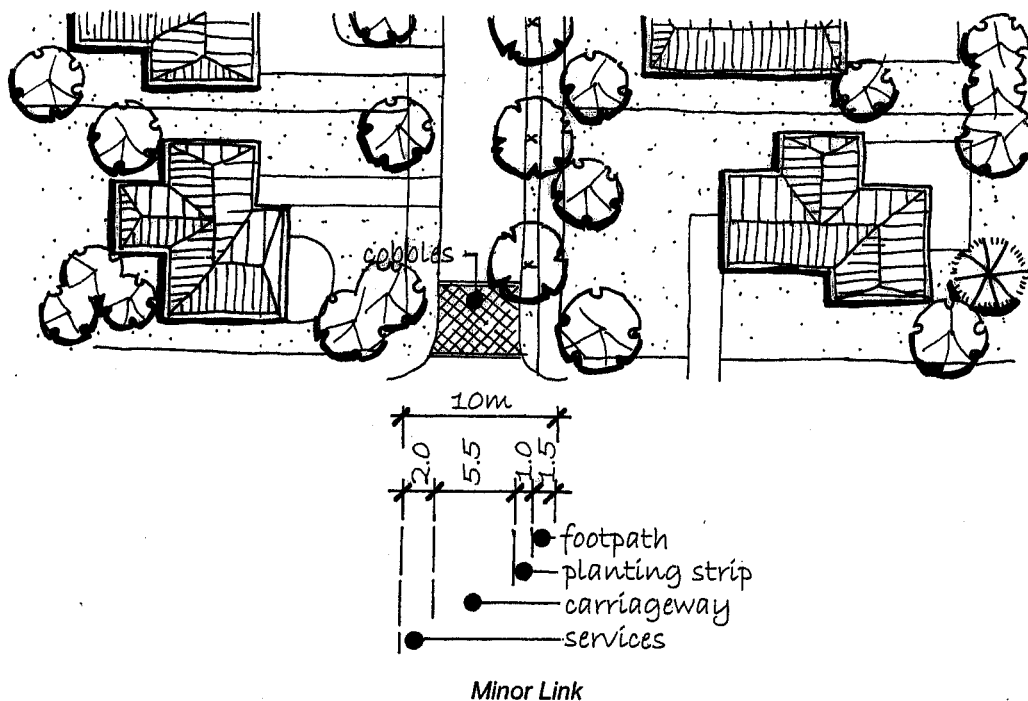 cobbles
10m
2.0
5.5
1.0
1.5
footpath
planting strip
carriageway
services
Minor Link